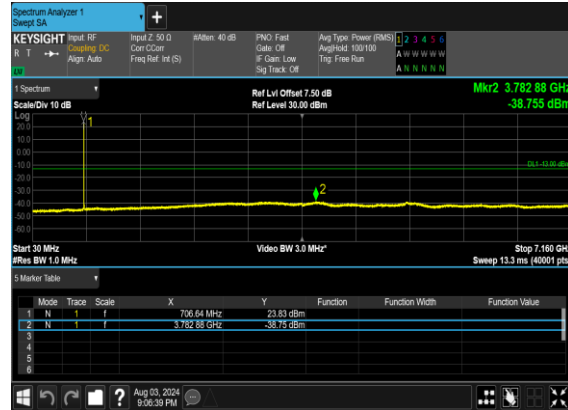 Spectrum Analyzer 1
Swept SA
+
KEYSIGHT
R T
LM
Input: RF
Coupling: DC
Align: Auto
Input Z: 50 Ω
Corr CCorr
Freq Ref: Int (S)
#Atten: 40 dB
PNO: Fast
Gate: Off
IF Gain: Low
Sig Track: Off
Avg Type: Power (RMS)
Avg|Hold: 100/100
Trig: Free Run
1 2 3 4 5 6
A W W W W W
A N N N N N
1 Spectrum
Scale/Div 10 dB
Ref Lvl Offset 7.50 dB
Ref Level 30.00 dBm
Mkr2 3.782 88 GHz
-38.755 dBm
Log
20.0
10.0
0.00
-10.0
-20.0
-30.0
-40.0
-50.0
-60.0
1
2
DL1 -13.00 dBm
Start 30 MHz
#Res BW 1.0 MHz
Video BW 3.0 MHz*
Stop 7.160 GHz
Sweep 13.3 ms (40001 pts)
5 Marker Table
Mode Trace Scale X Y Function Function Width Function Value
1 N 1 f 706.64 MHz 23.83 dBm
2 N 1 f 3.782 88 GHz -38.75 dBm
3
4
5
6
?
Aug 03, 2024
9:06:39 PM